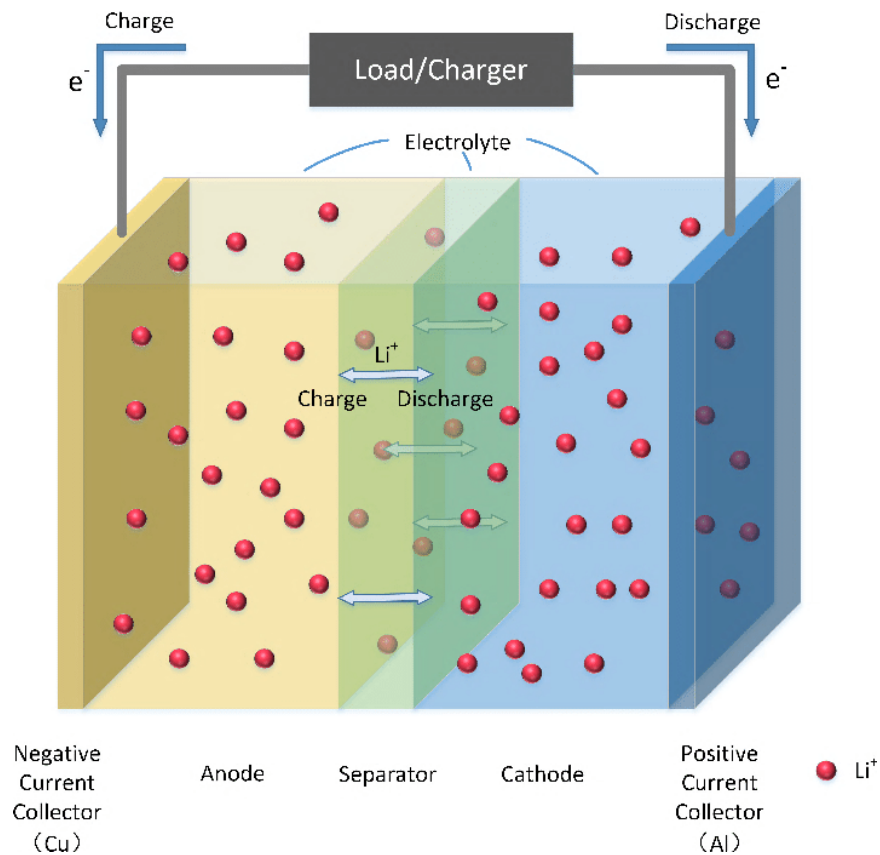 Charge
Discharge
e⁻
Load/Charger
e⁻
Electrolyte
Li⁺
Charge
Discharge
Negative
Current
Collector
（Cu）
Anode
Separator
Cathode
Positive
Current
Collector
（Al）
Li⁺